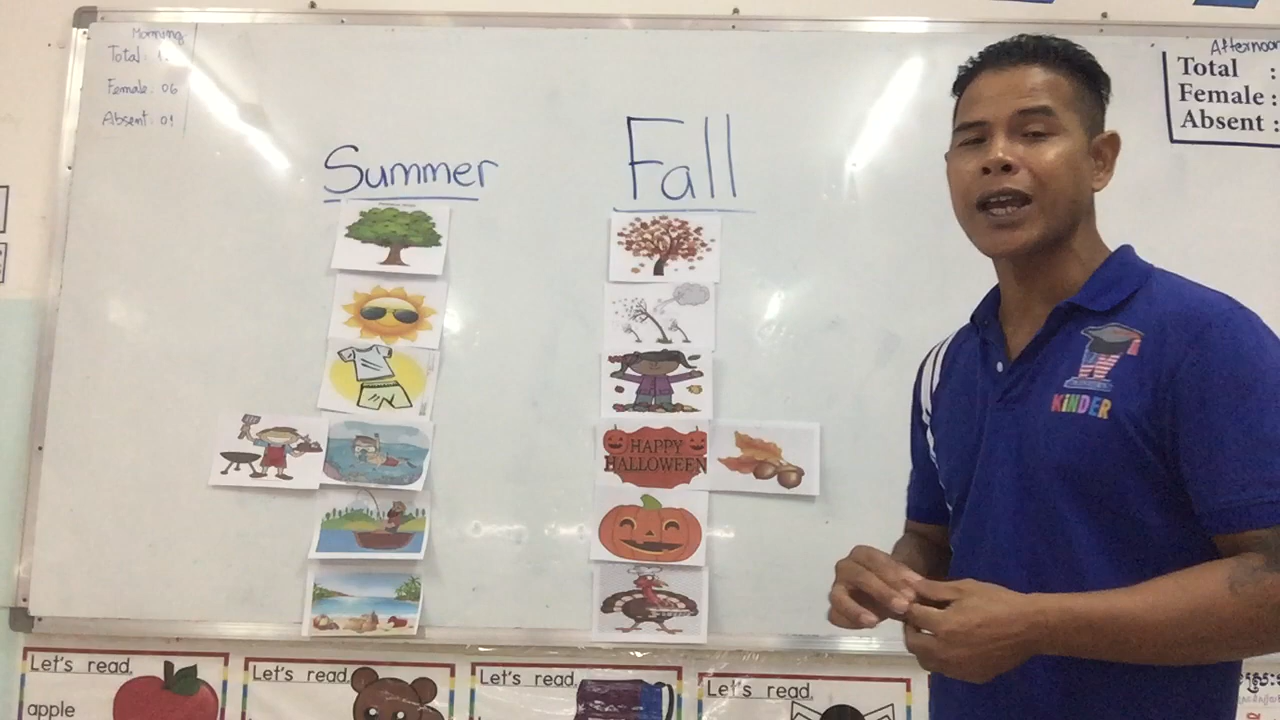 Morning
Total :
Female . 06
Absent . 01
Afternoon
Total :
Female :
Absent :
Summer
Fall
HAPPY
HALLOWEEN
KiNDER
Let's read.
apple
Let's read.
Let's read.
Let's read.